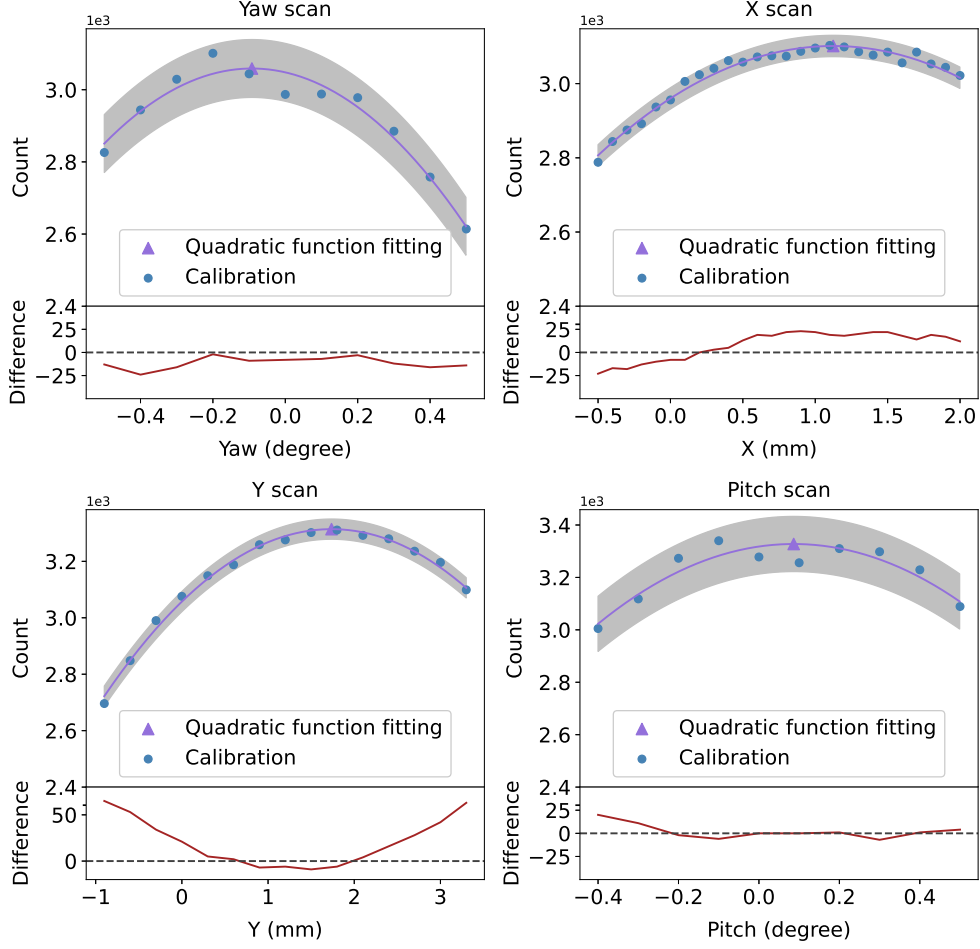 Yaw scan
1e3
3.0
2.8
2.6
2.4
Count
Quadratic function fitting
Calibration
25
0
−25
Difference
−0.4 −0.2 0.0 0.2 0.4
Yaw (degree)
X scan
1e3
3.0
2.8
2.6
2.4
Count
Quadratic function fitting
Calibration
25
0
−25
Difference
−0.5 0.0 0.5 1.0 1.5 2.0
X (mm)
Y scan
1e3
3.2
3.0
2.8
2.6
2.4
Count
Quadratic function fitting
Calibration
50
0
Difference
−1 0 1 2 3
Y (mm)
Pitch scan
1e3
3.4
3.2
3.0
2.8
2.6
2.4
Count
Quadratic function fitting
Calibration
25
0
−25
Difference
−0.4 −0.2 0.0 0.2 0.4
Pitch (degree)